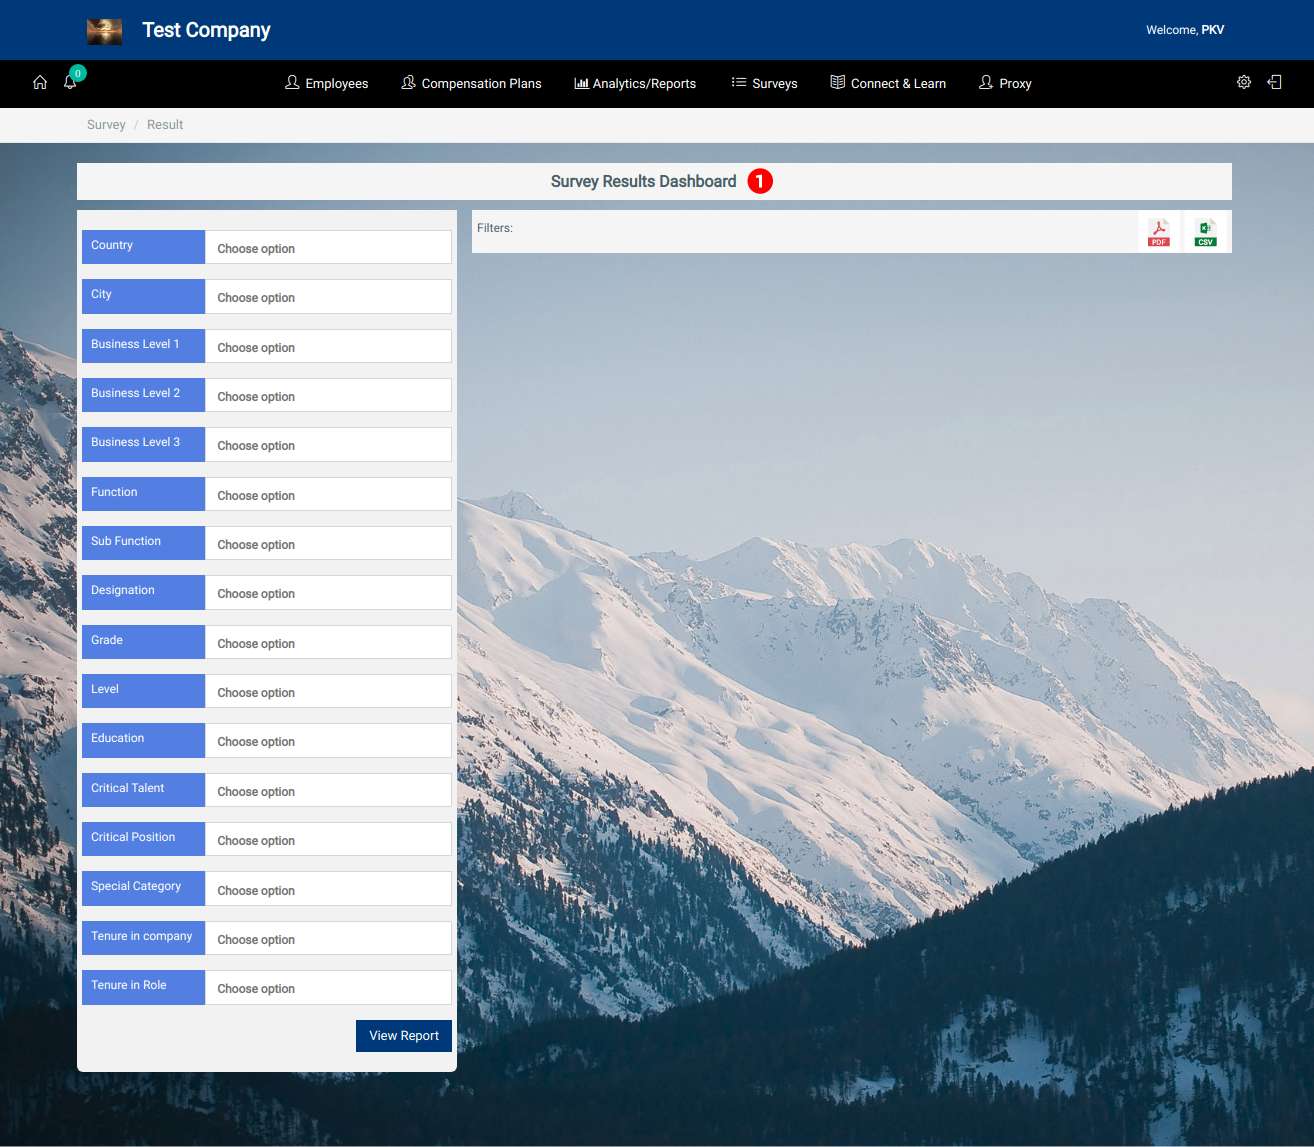 Test Company
Welcome, PKV
0
Employees
Compensation Plans
Analytics/Reports
Surveys
Connect & Learn
Proxy
Survey / Result
Survey Results Dashboard 1
Filters:
PDF
CSV
Country Choose option
City Choose option
Business Level 1 Choose option
Business Level 2 Choose option
Business Level 3 Choose option
Function Choose option
Sub Function Choose option
Designation Choose option
Grade Choose option
Level Choose option
Education Choose option
Critical Talent Choose option
Critical Position Choose option
Special Category Choose option
Tenure in company Choose option
Tenure in Role Choose option
View Report